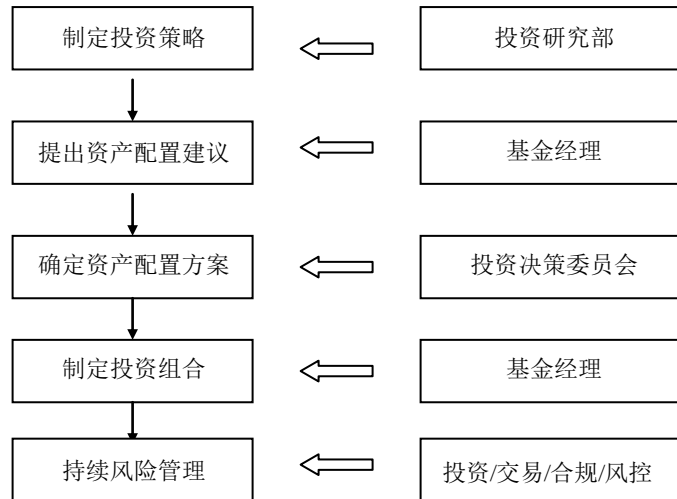 制定投资策略
投资研究部
提出资产配置建议
基金经理
确定资产配置方案
投资决策委员会
制定投资组合
基金经理
持续风险管理
投资/交易/合规/风控